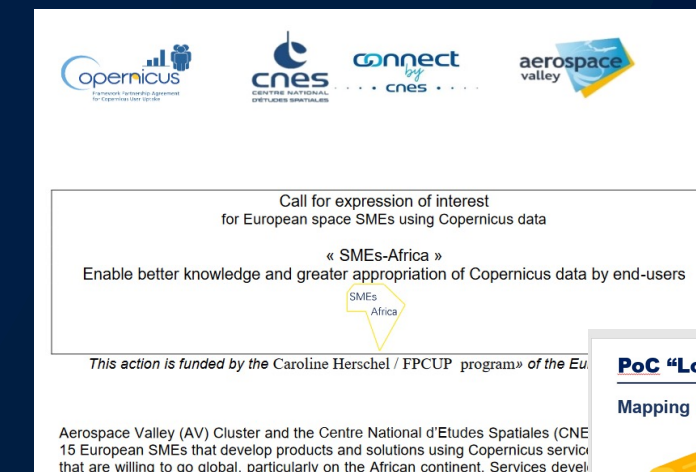 opernicus
Framework Partnership Agreement
for Copernicus User Uptake
cnes
CENTRE NATIONAL
D'ÉTUDES SPATIALES
connect
by
cnes
aerospace
valley
Call for expression of interest
for European space SMEs using Copernicus data
« SMEs-Africa »
Enable better knowledge and greater appropriation of Copernicus data by end-users
SMEs
Africa
This action is funded by the Caroline Herschel / FPCUP program» of the Eu
Aerospace Valley (AV) Cluster and the Centre National d'Etudes Spatiales (CNE
15 European SMEs that develop products and solutions using Copernicus service
that are willing to go global, particularly on the African continent. Services devel
PoC "Lo
Mapping